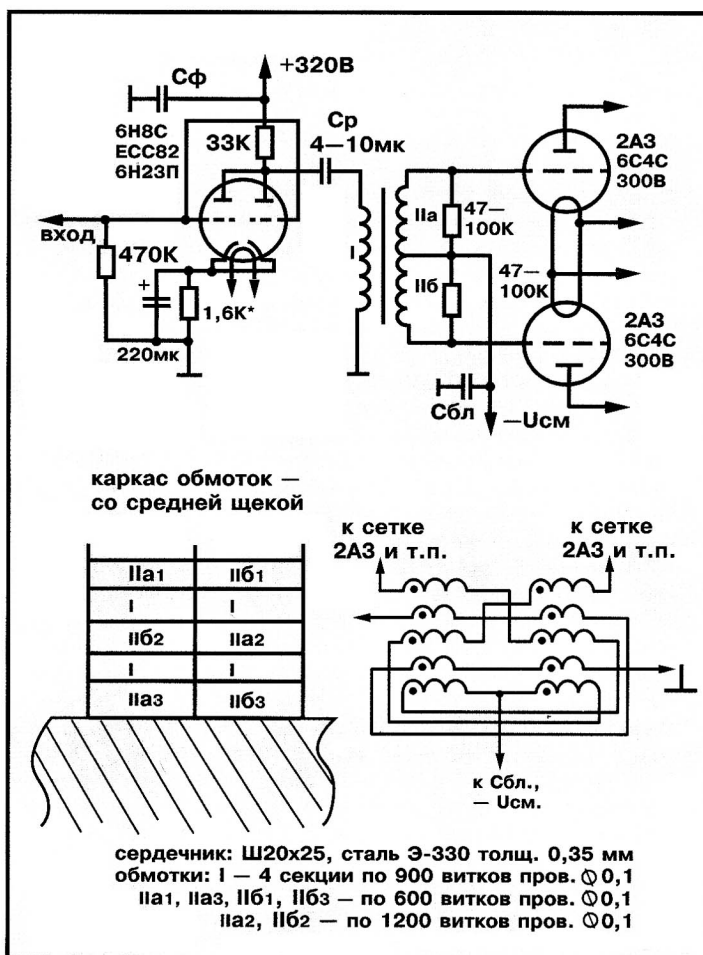 +320В
Сф
6Н8С
ECC82
6Н23П
33К
Ср
4—10мк
2А3
6С4С
300В
вход
470К
IIа
47—
100К
I
IIб
47—
100К
+
1,6К*
220мк
2А3
6С4С
300В
Сбл
—Uсм
каркас обмоток —
со средней щекой
к сетке
2А3 и т.п.
к сетке
2А3 и т.п.
IIа1
IIб1
I
I
IIб2
IIа2
I
I
IIа3
IIб3
к Сбл.,
— Uсм.
сердечник: Ш20х25, сталь Э-330 толщ. 0,35 мм
обмотки: I — 4 секции по 900 витков пров. ∅0,1
IIа1, IIа3, IIб1, IIб3 — по 600 витков пров. ∅0,1
IIа2, IIб2 — по 1200 витков пров. ∅0,1